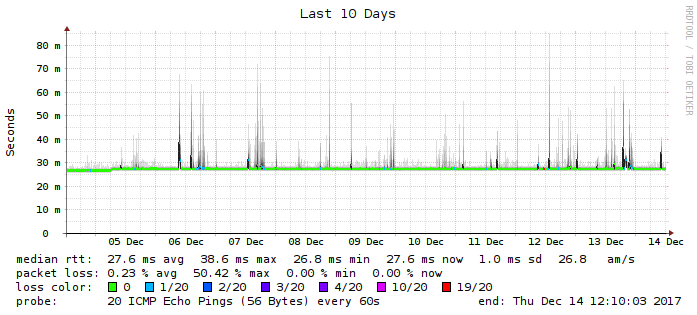 Last 10 Days
RRDTOOL / TOBI OETIKER
Seconds
80 m
70 m
60 m
50 m
40 m
30 m
20 m
10 m
0
05 Dec 06 Dec 07 Dec 08 Dec 09 Dec 10 Dec 11 Dec 12 Dec 13 Dec 14 Dec
median rtt: 27.6 ms avg 38.6 ms max 26.8 ms min 27.6 ms now 1.0 ms sd 26.8 am/s
packet loss: 0.23 % avg 50.42 % max 0.00 % min 0.00 % now
loss color: 0 1/20 2/20 3/20 4/20 10/20 19/20
probe: 20 ICMP Echo Pings (56 Bytes) every 60s end: Thu Dec 14 12:10:03 2017